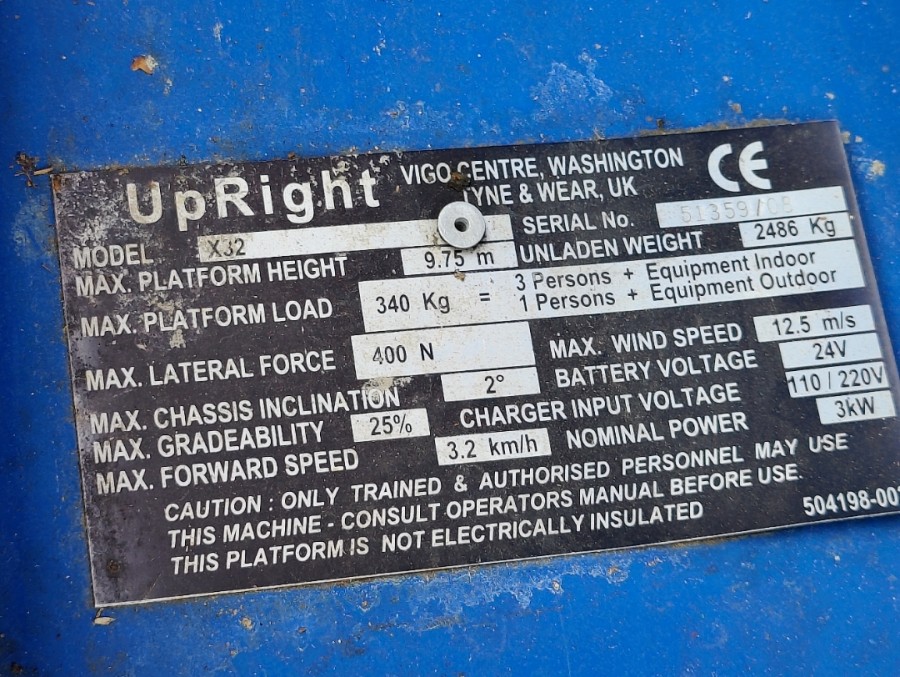 UpRight VIGO CENTRE, WASHINGTON
TYNE & WEAR, UK
CE
MODEL X32
SERIAL No. 51359/08
MAX. PLATFORM HEIGHT 9.75 m
UNLADEN WEIGHT 2486 Kg
MAX. PLATFORM LOAD 340 Kg = 3 Persons + Equipment Indoor
1 Persons + Equipment Outdoor
MAX. LATERAL FORCE 400 N
MAX. WIND SPEED 12.5 m/s
MAX. CHASSIS INCLINATION 2°
BATTERY VOLTAGE 24V
MAX. GRADEABILITY 25%
CHARGER INPUT VOLTAGE 110 / 220V
MAX. FORWARD SPEED 3.2 km/h
NOMINAL POWER 3kW
CAUTION : ONLY TRAINED & AUTHORISED PERSONNEL MAY USE
THIS MACHINE - CONSULT OPERATORS MANUAL BEFORE USE.
THIS PLATFORM IS NOT ELECTRICALLY INSULATED
504198-00